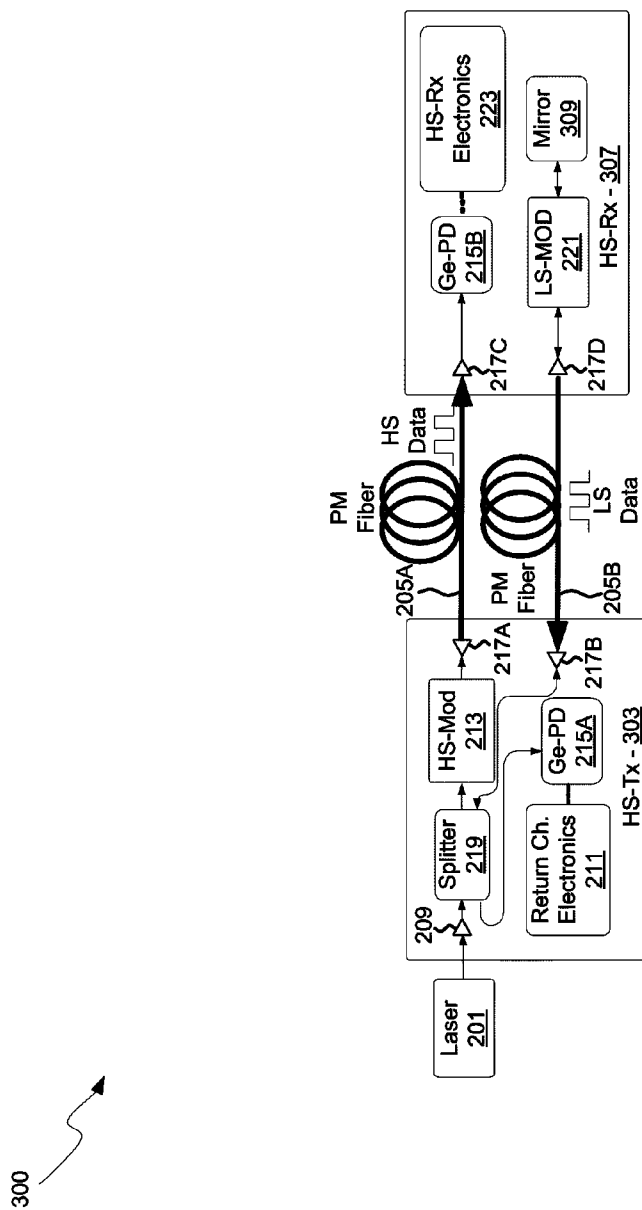 300
Laser
201
209
Splitter
219
HS-Mod
213
217A
Return Ch.
Electronics
211
Ge-PD
215A
217B
HS-Tx - 303
PM
Fiber
205A
HS
Data
PM
Fiber
205B
LS
Data
217C
Ge-PD
215B
HS-Rx
Electronics
223
217D
LS-MOD
221
Mirror
309
HS-Rx - 307